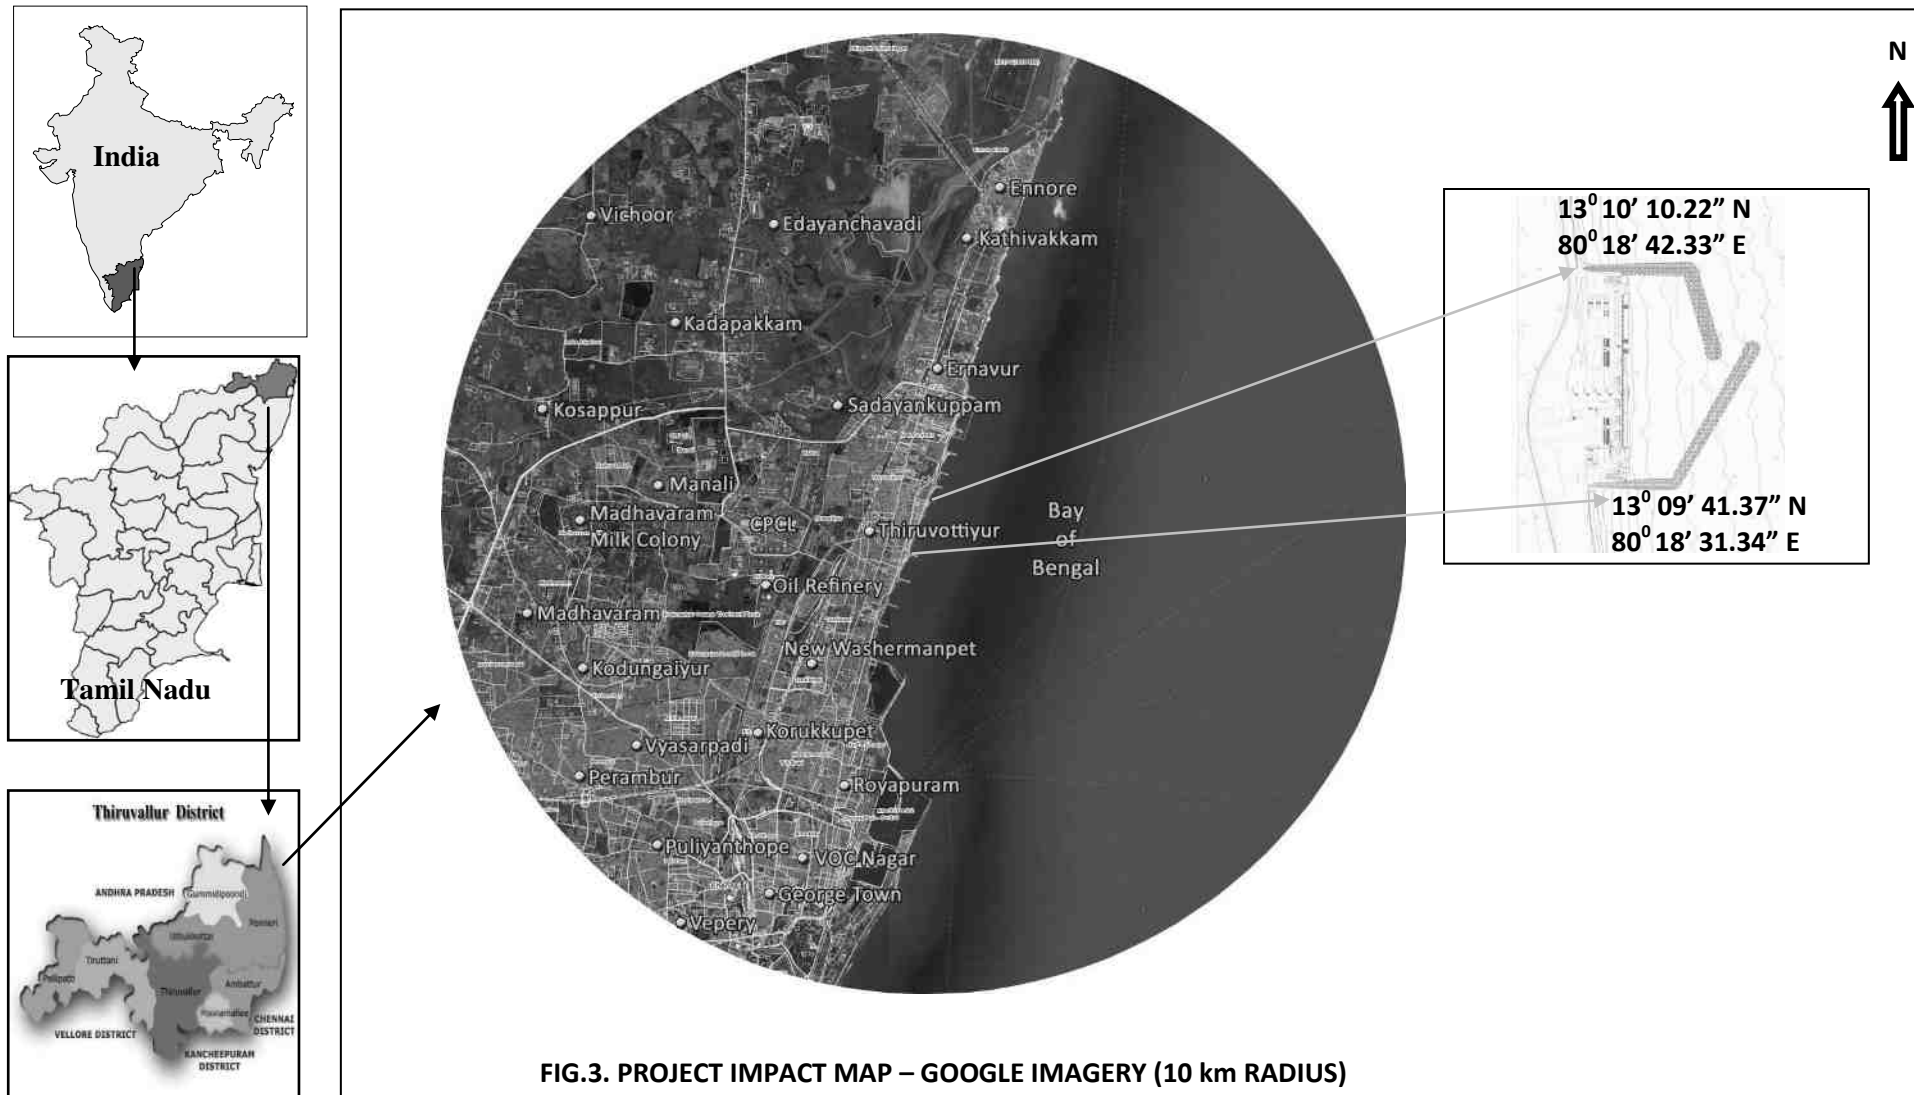 India
Tamil Nadu
Thiruvallur District
ANDHRA PRADESH
Gummidipoondi
Ponneri
Uthukkottai
Tiruttani
Pallipattu
Thiruvallur
Ambattur
Poonamallee
CHENNAI
DISTRICT
VELLORE DISTRICT
KANCHEEPURAM
DISTRICT
N
Ennore
Vichoor
Edayanchavadi
Kathivakkam
Kadapakkam
Ernavur
Kosappur
Sadayankuppam
Manali
Madhavaram
Milk Colony
CPCL
Thiruvottiyur
Bay
of
Bengal
Oil Refinery
Madhavaram
New Washermanpet
Kodungaiyur
Korukkupet
Vyasarpadi
Perambur
Royapuram
Puliyanthope
VOC Nagar
George Town
Vepery
13⁰ 10’ 10.22” N
80⁰ 18’ 42.33” E
13⁰ 09’ 41.37” N
80⁰ 18’ 31.34” E
FIG.3. PROJECT IMPACT MAP – GOOGLE IMAGERY (10 km RADIUS)